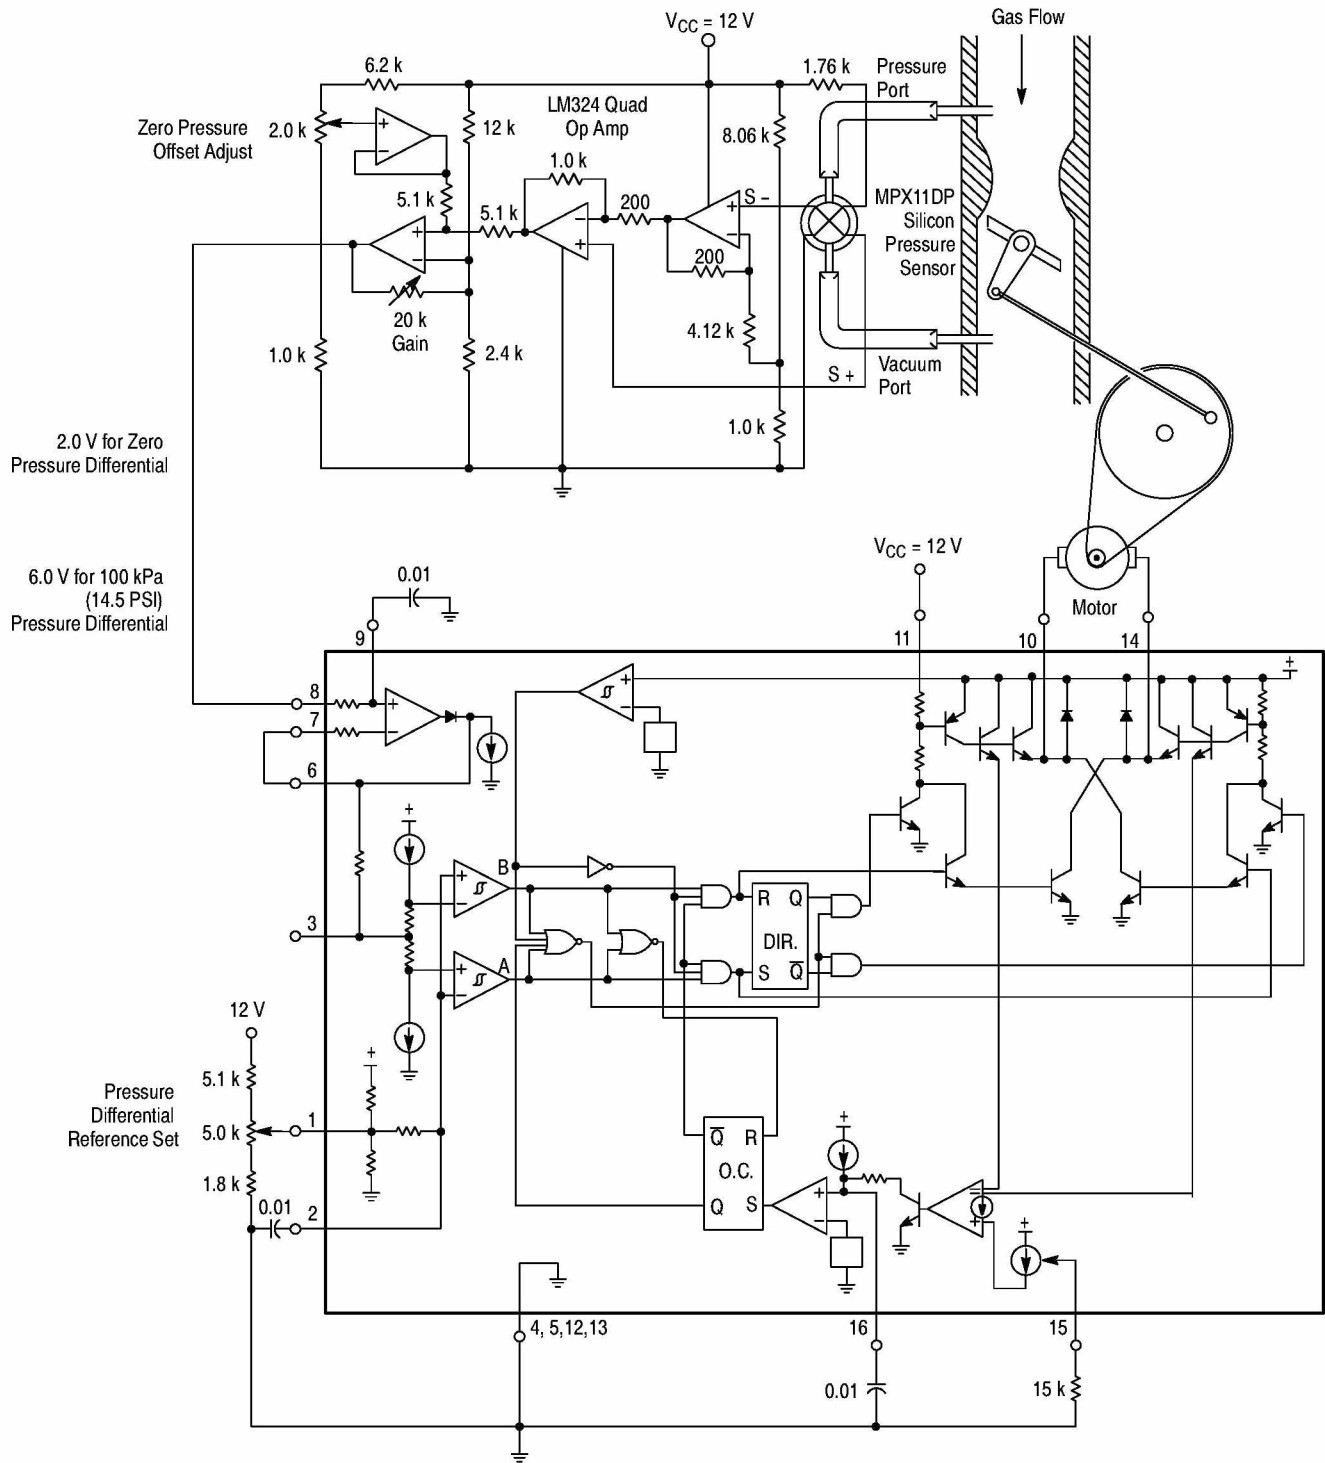 VCC = 12 V
Gas Flow
6.2 k
1.76 k
Pressure
Port
LM324 Quad
Op Amp
Zero Pressure
Offset Adjust
2.0 k
+
−
12 k
8.06 k
1.0 k
5.1 k
5.1 k
200
+
−
S −
MPX11DP
Silicon
Pressure
Sensor
−
+
+
−
200
20 k
Gain
4.12 k
1.0 k
2.4 k
Vacuum
Port
S +
1.0 k
2.0 V for Zero
Pressure Differential
VCC = 12 V
6.0 V for 100 kPa
(14.5 PSI)
Pressure Differential
0.01
Motor
9
11
10
14
8
7
6
+
−
+
−
+
+
3
+
−
B
+
−
A
R
Q
DIR.
S
Q
12 V
5.1 k
Pressure
Differential
Reference Set
5.0 k
1
+
1.8 k
0.01
2
Q
R
O.C.
Q
S
+
+
−
=
+
+
4, 5,12,13
16
15
0.01
15 k